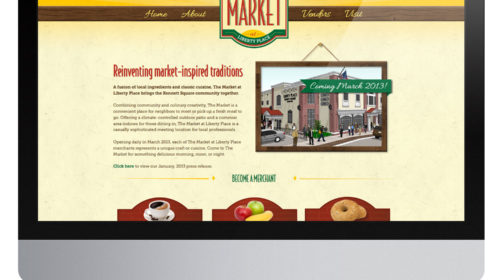 Home About Vendors Visit
MARKET
at
LIBERTY PLACE
Reinventing market-inspired traditions
A fusion of local ingredients and classic cuisine, The Market at
Liberty Place brings the Kennett Square community together.
Combining community and culinary creativity, The Market is a
convenient place for neighbors to meet or pick up a fresh meal to
go. Offering a climate-controlled outdoor patio and a common
area indoors for those dining in, The Market at Liberty Place is a
casually sophisticated meeting location for local professionals.
Opening daily in March 2013, each of The Market at Liberty Place
merchants represents a unique craft or cuisine. Come to The
Market for something delicious morning, noon, or night.
Click here to view our January, 2013 press release.
Coming March 2013!
BECOME A MERCHANT